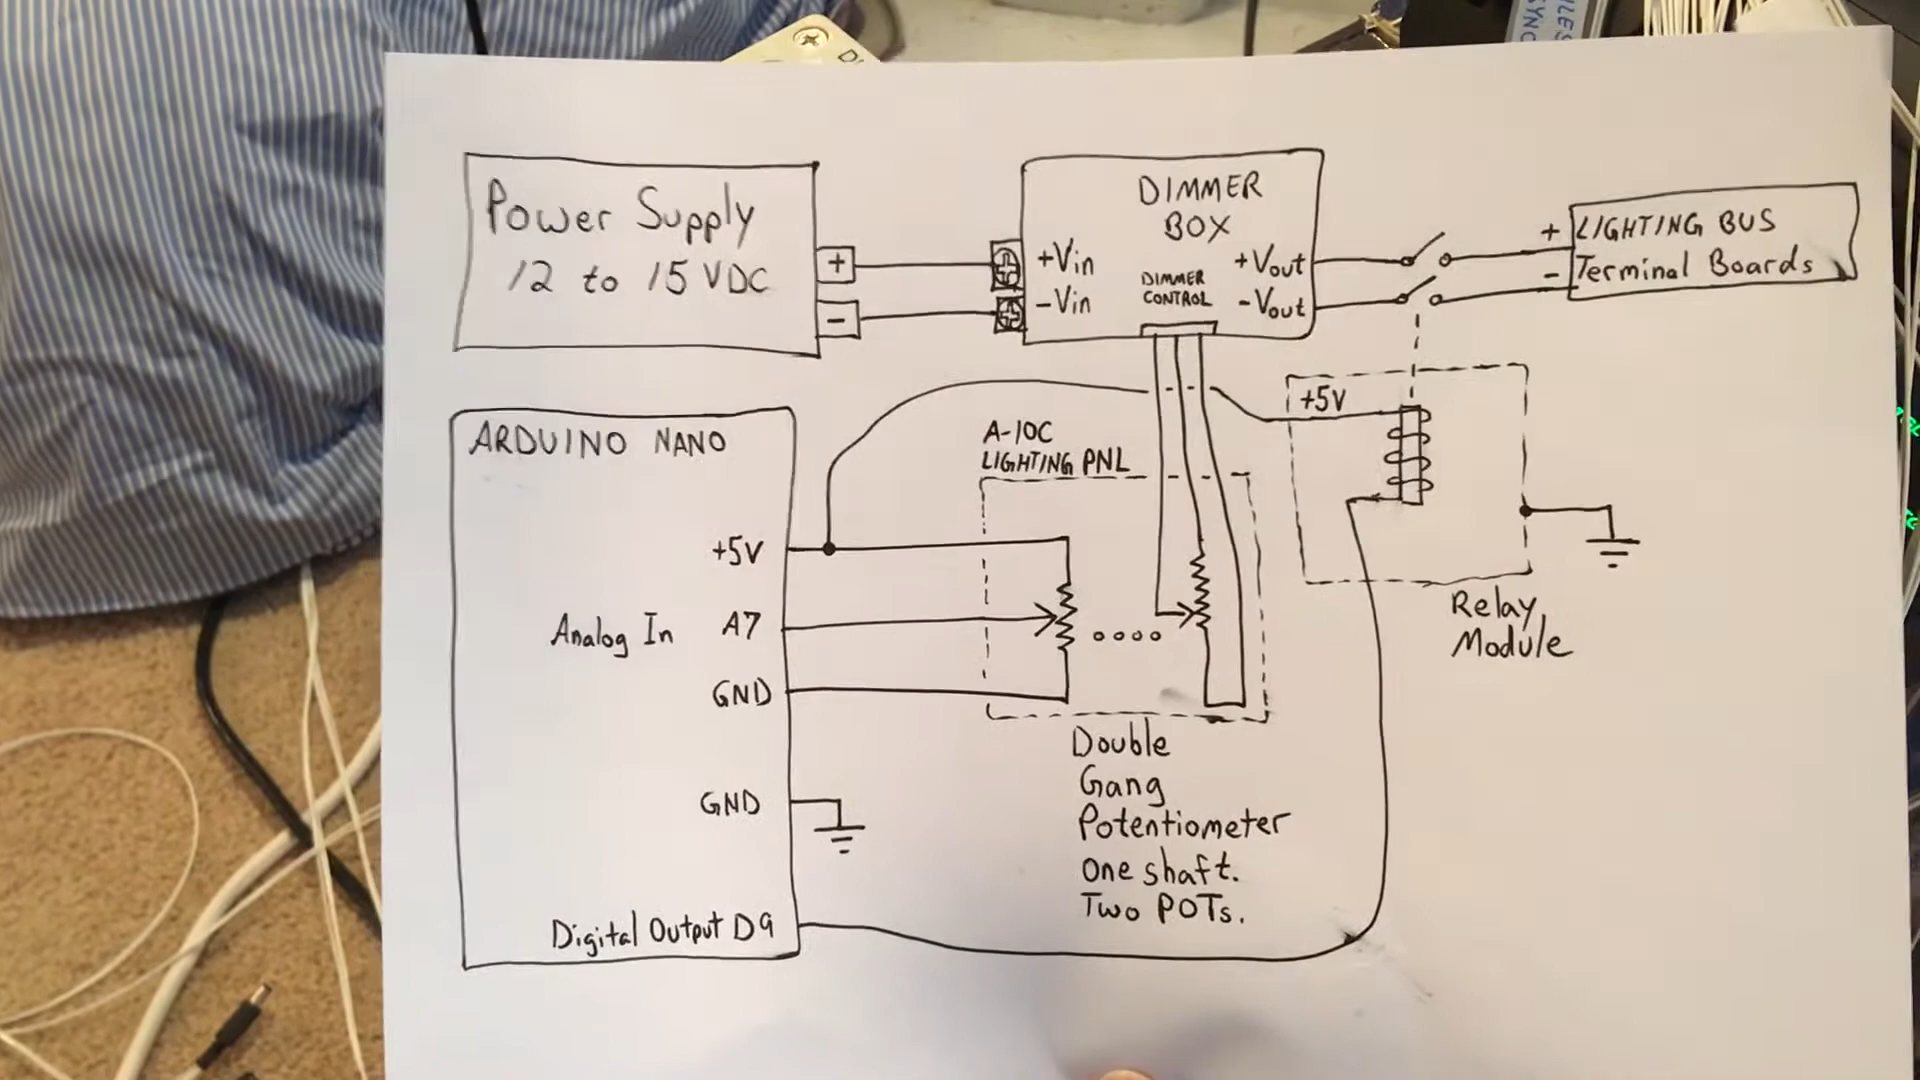 ILES
SYNC
Power Supply
12 to 15 VDC
+
-
DIMMER
BOX
+Vin
-Vin
DIMMER
CONTROL
+Vout
-Vout
+
-
LIGHTING BUS
Terminal Boards
ARDUINO NANO
+5V
Analog In A7
GND
GND
Digital Output D9
A-10C
LIGHTING PNL
+5V
Relay
Module
Double
Gang
Potentiometer
One shaft.
Two POTs.